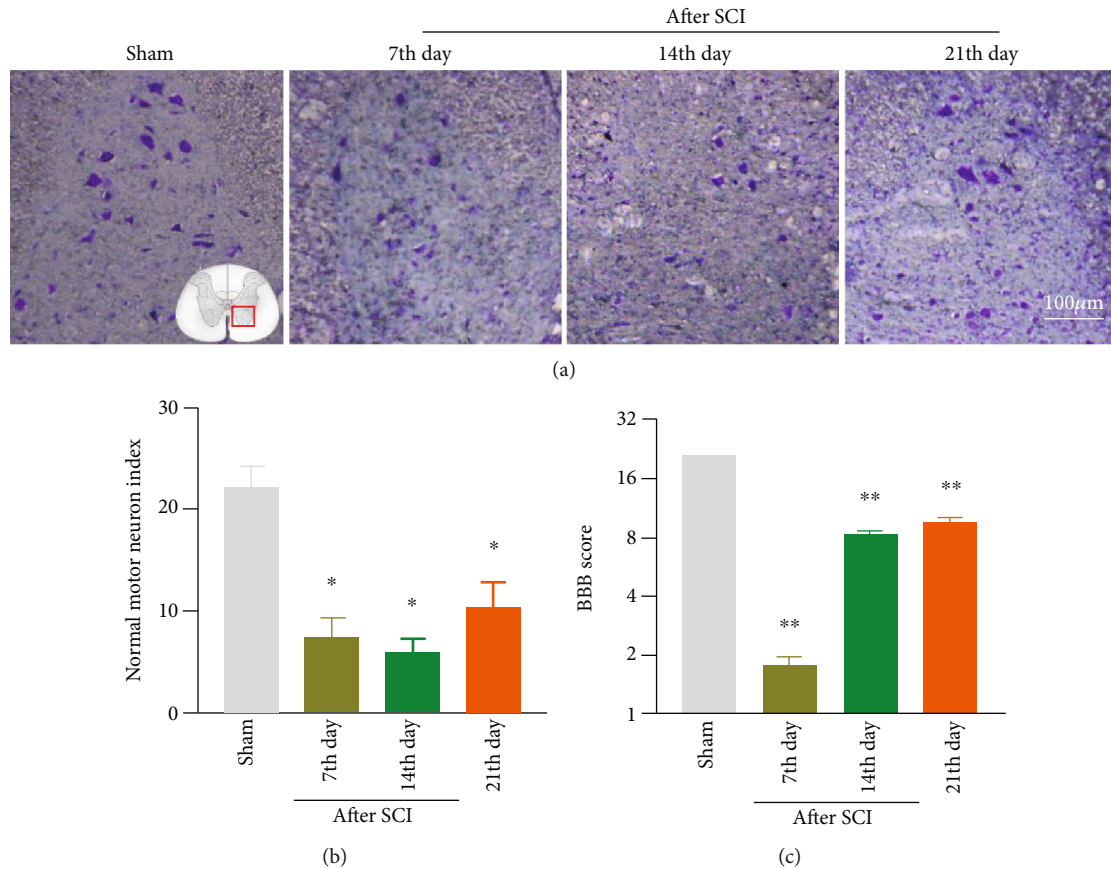 After SCI
Sham
7th day
14th day
21th day
100μm
(a)
Normal motor neuron index
30
20
10
0
*
*
*
Sham
7th day
14th day
21th day
After SCI
(b)
BBB score
32
16
8
4
2
1
**
**
**
Sham
7th day
14th day
21th day
After SCI
(c)